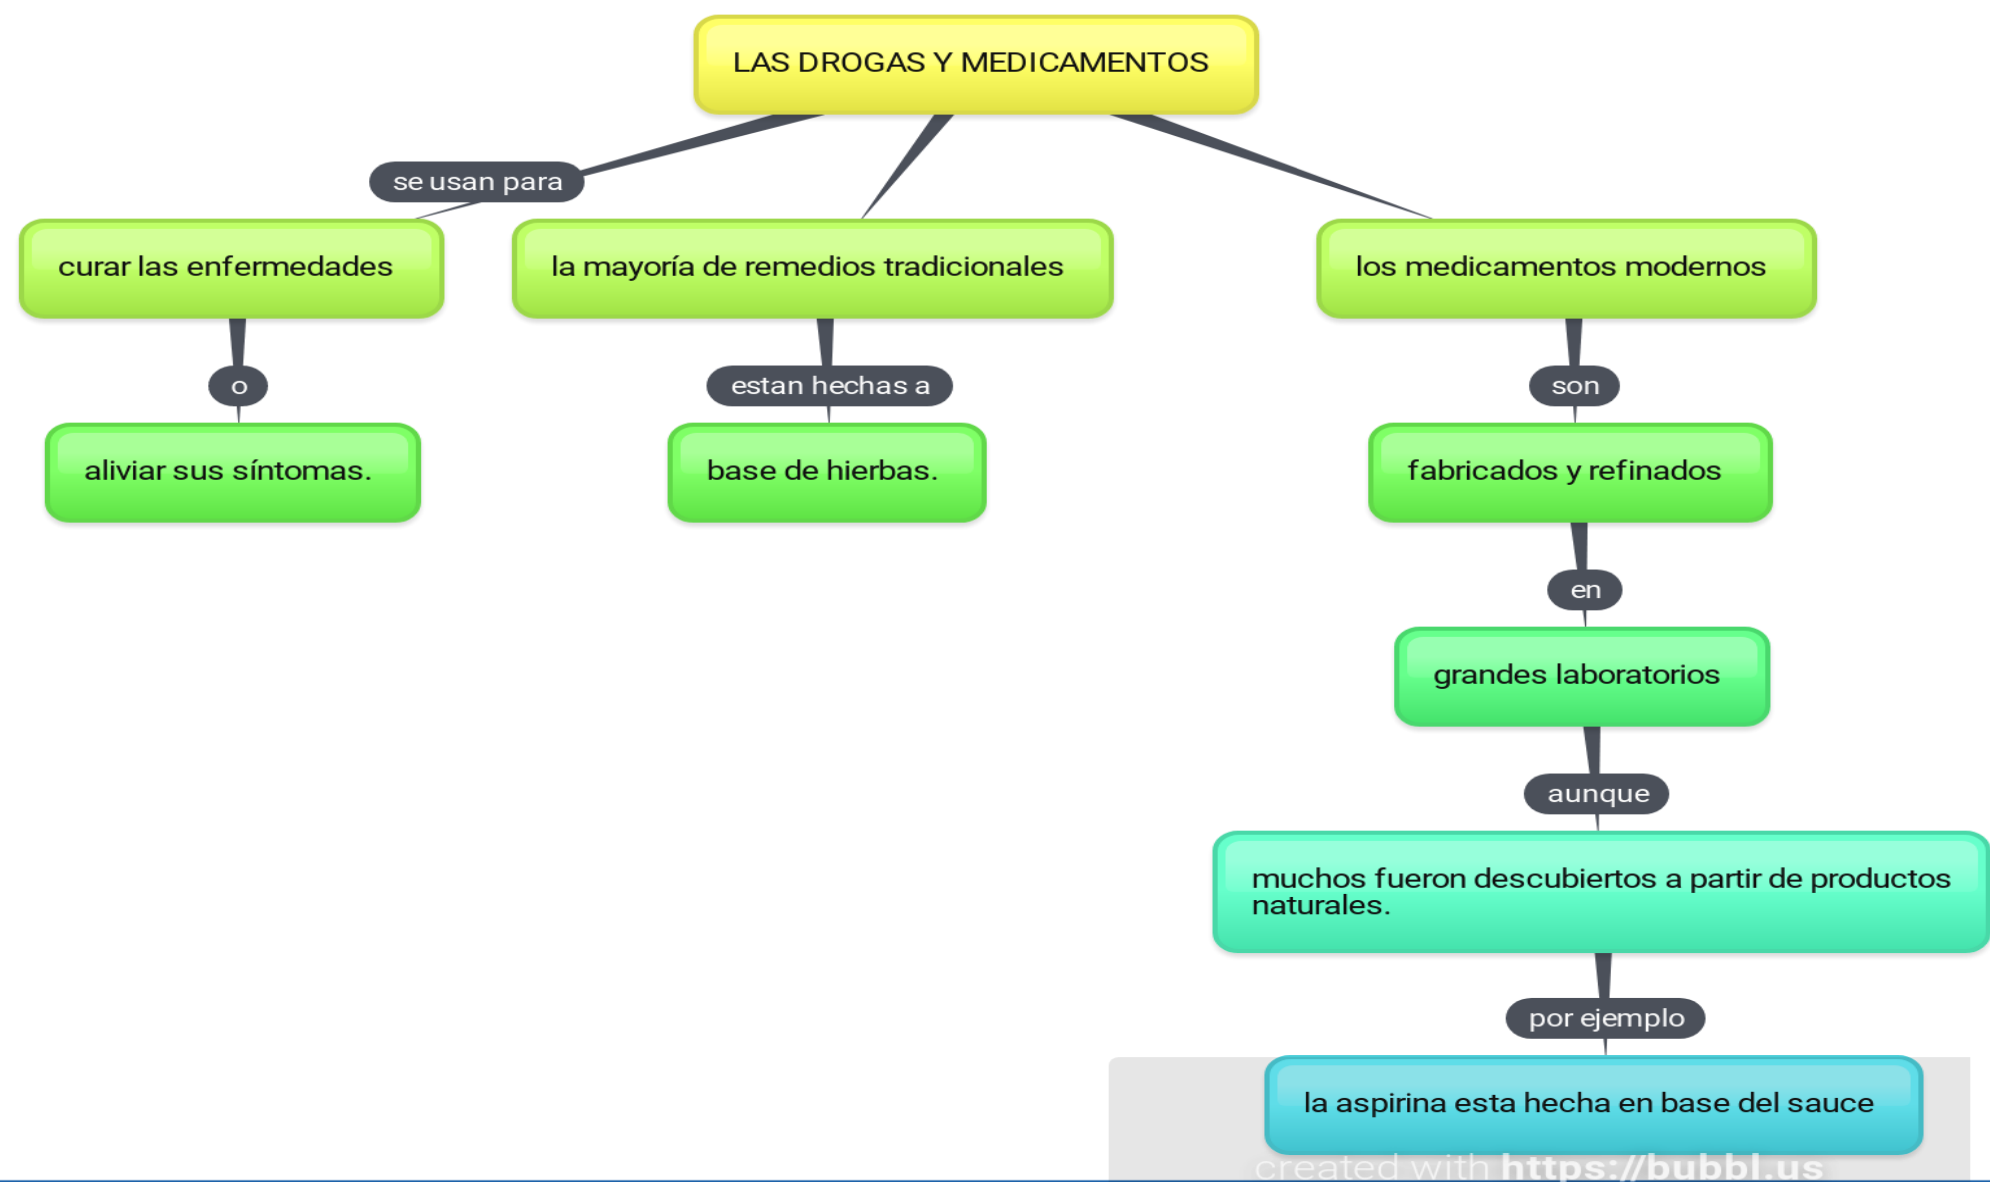 LAS DROGAS Y MEDICAMENTOS
se usan para
curar las enfermedades
la mayoría de remedios tradicionales
los medicamentos modernos
o
estan hechas a
son
aliviar sus síntomas.
base de hierbas.
fabricados y refinados
en
grandes laboratorios
aunque
muchos fueron descubiertos a partir de productos
naturales.
por ejemplo
la aspirina esta hecha en base del sauce
created with https://bubbl.us